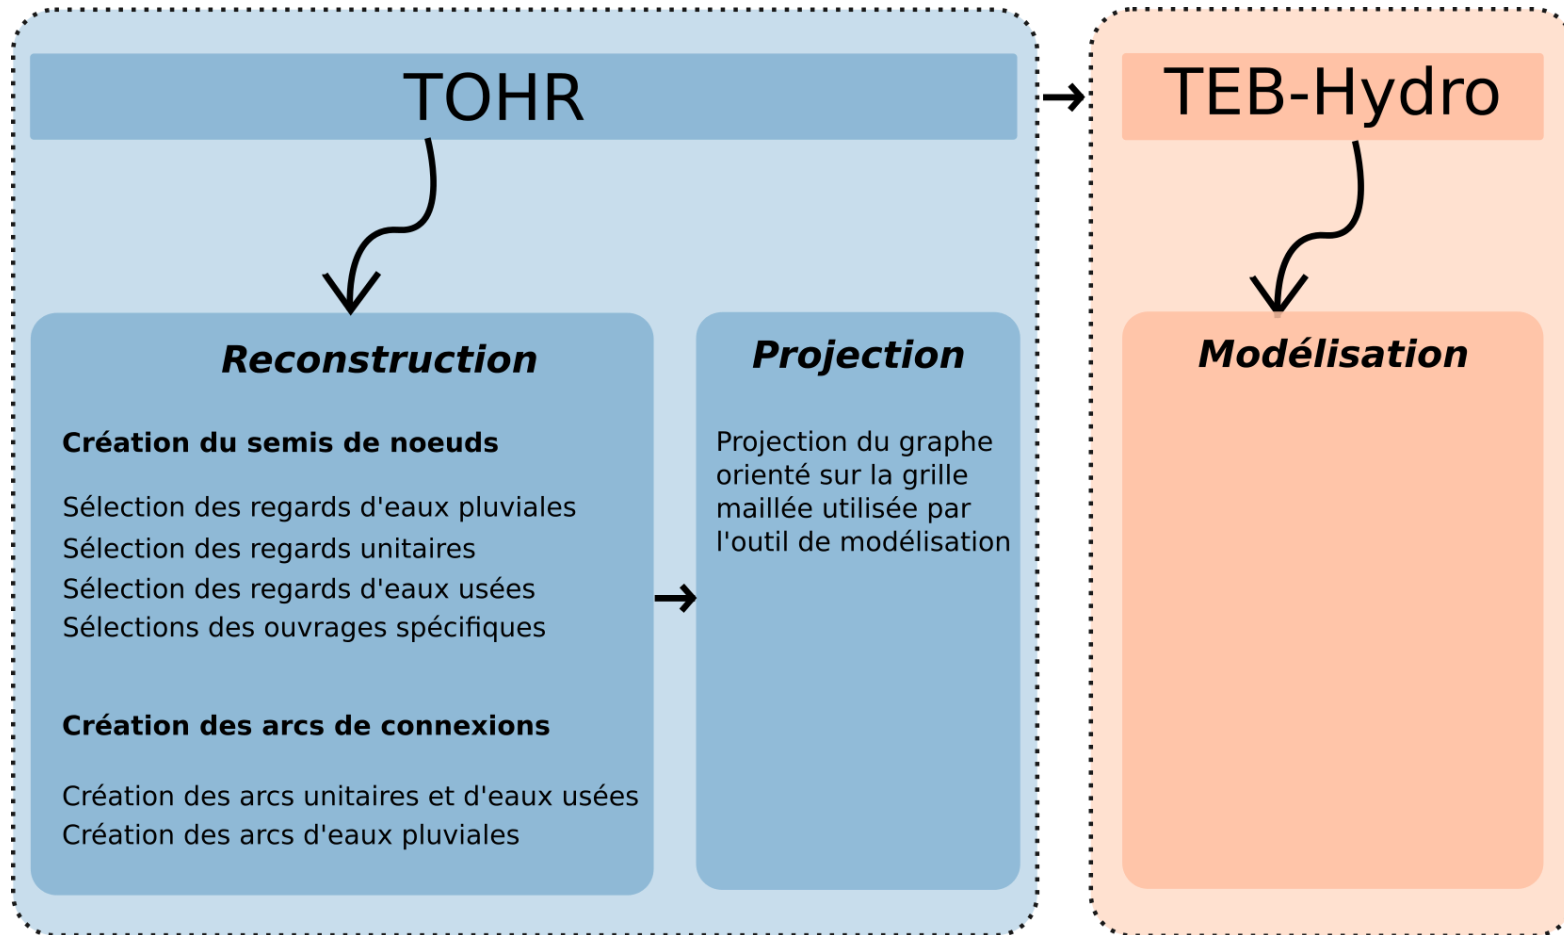 TOHR
TEB-Hydro
Reconstruction
Création du semis de noeuds
Sélection des regards d'eaux pluviales
Sélection des regards unitaires
Sélection des regards d'eaux usées
Sélections des ouvrages spécifiques
Création des arcs de connexions
Création des arcs unitaires et d'eaux usées
Création des arcs d'eaux pluviales
Projection
Projection du graphe
orienté sur la grille
maillée utilisée par
l'outil de modélisation
Modélisation